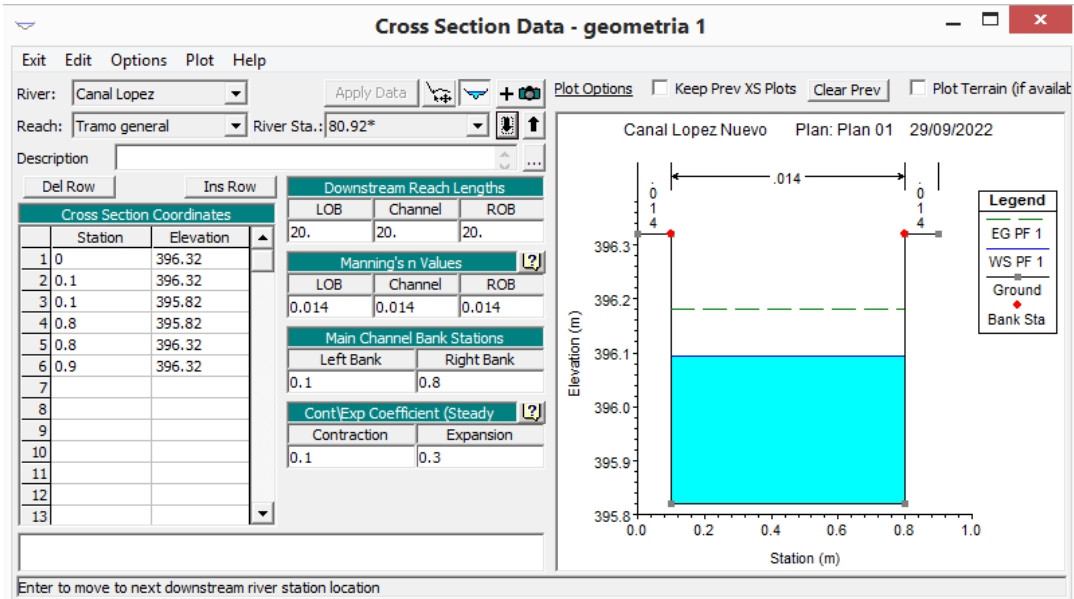 Cross Section Data - geometria 1
Exit Edit Options Plot Help
River: Canal Lopez
Apply Data
Plot Options Keep Prev XS Plots Clear Prev Plot Terrain (if availab
Reach: Tramo general River Sta.: 80.92*
Description ...
Del Row Ins Row
Cross Section Coordinates
Station Elevation
1 0 396.32
2 0.1 396.32
3 0.1 395.82
4 0.8 395.82
5 0.8 396.32
6 0.9 396.32
7
8
9
10
11
12
13
Downstream Reach Lengths
LOB Channel ROB
20. 20. 20.
Manning's n Values
LOB Channel ROB
0.014 0.014 0.014
Main Channel Bank Stations
Left Bank Right Bank
0.1 0.8
Cont\Exp Coefficient (Steady
Contraction Expansion
0.1 0.3
Canal Lopez Nuevo Plan: Plan 01 29/09/2022
.014
.014
.014
Legend
EG PF 1
WS PF 1
Ground
Bank Sta
396.3
396.2
396.1
396.0
395.9
395.8
Elevation (m)
0.0 0.2 0.4 0.6 0.8 1.0
Station (m)
Enter to move to next downstream river station location